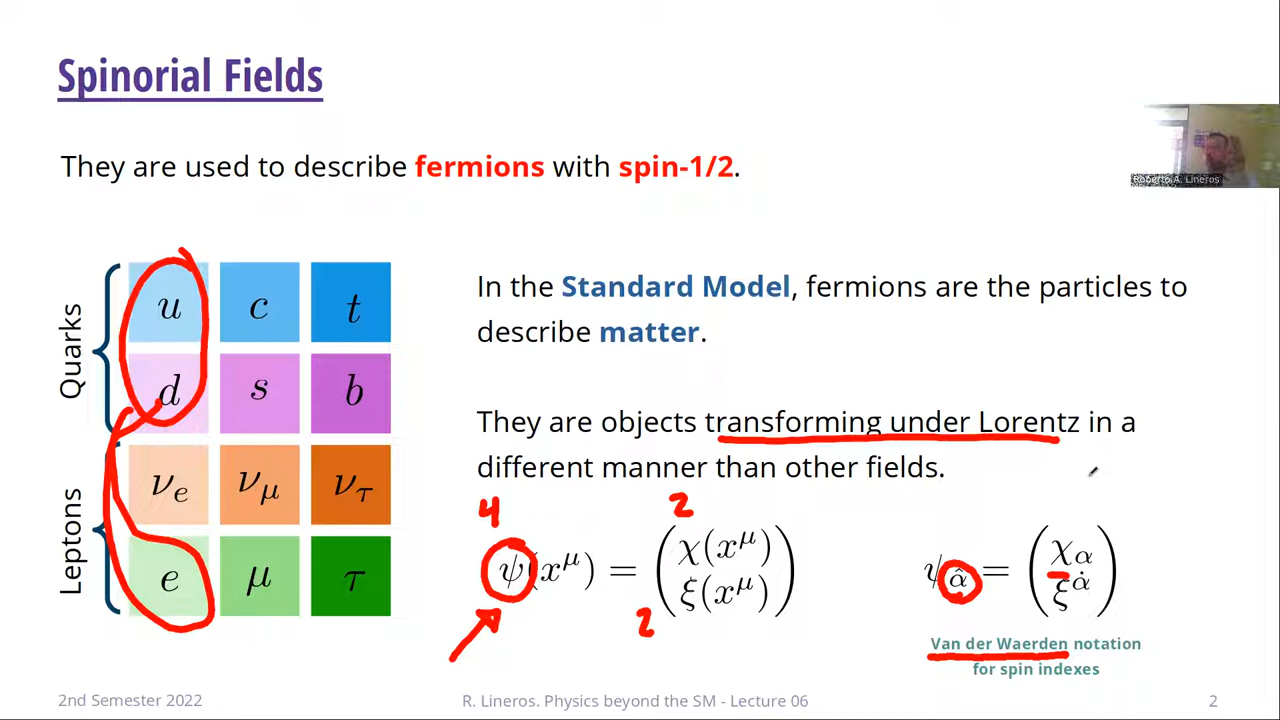 Spinorial Fields
They are used to describe fermions with spin-1/2.
Roberto A. Lineros
Quarks
u c t
d s b
Leptons
νₑ ν_μ ν_τ
e μ τ
In the Standard Model, fermions are the particles to
describe matter.
They are objects transforming under Lorentz in a
different manner than other fields.
4 2
ψ(x^μ) = (χ(x^μ) ξ(x^μ))
2
ψ_α̂ = (χ_α ξ^α̇)
Van der Waerden notation
for spin indexes
2nd Semester 2022
R. Lineros. Physics beyond the SM - Lecture 06
2